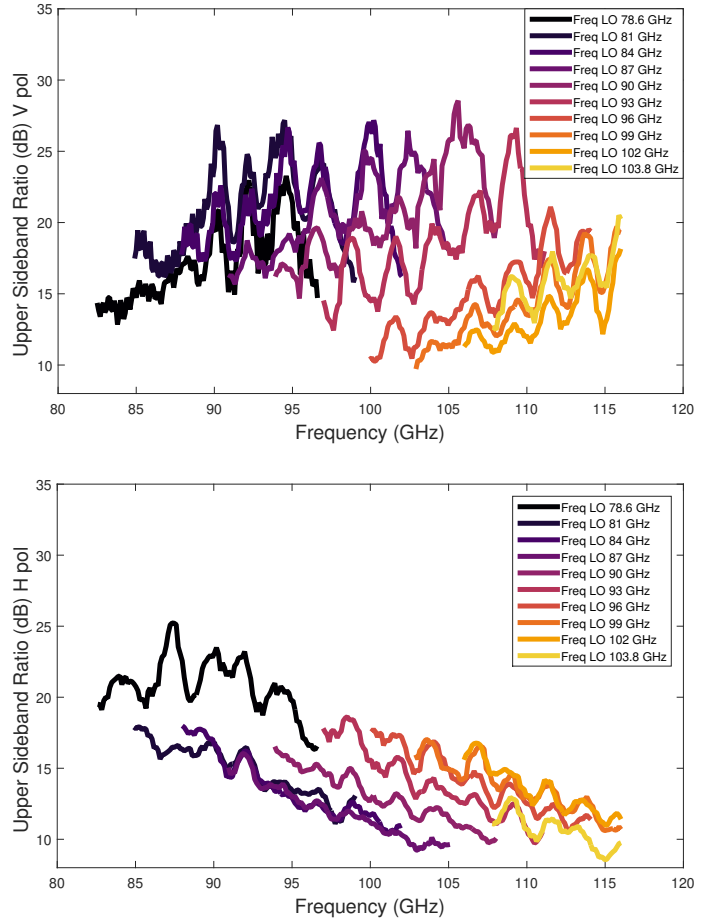 35
30
25
20
15
10
Upper Sideband Ratio (dB) V pol
Freq LO 78.6 GHz
Freq LO 81 GHz
Freq LO 84 GHz
Freq LO 87 GHz
Freq LO 90 GHz
Freq LO 93 GHz
Freq LO 96 GHz
Freq LO 99 GHz
Freq LO 102 GHz
Freq LO 103.8 GHz
80 85 90 95 100 105 110 115 120
Frequency (GHz)
35
30
25
20
15
10
Upper Sideband Ratio (dB) H pol
Freq LO 78.6 GHz
Freq LO 81 GHz
Freq LO 84 GHz
Freq LO 87 GHz
Freq LO 90 GHz
Freq LO 93 GHz
Freq LO 96 GHz
Freq LO 99 GHz
Freq LO 102 GHz
Freq LO 103.8 GHz
80 85 90 95 100 105 110 115 120
Frequency (GHz)